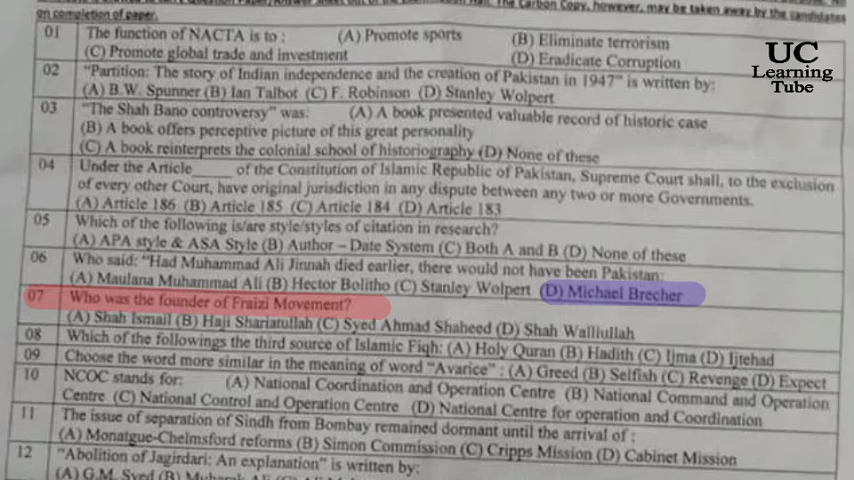 on completion of paper.
01 The function of NACTA is to : (A) Promote sports (B) Eliminate terrorism
(C) Promote global trade and investment (D) Eradicate Corruption
02 "Partition: The story of Indian independence and the creation of Pakistan in 1947" is written by:
(A) B.W. Spunner (B) Ian Talbot (C) F. Robinson (D) Stanley Wolpert
03 "The Shah Bano controversy" was: (A) A book presented valuable record of historic case
(B) A book offers perceptive picture of this great personality
(C) A book reinterprets the colonial school of historiography (D) None of these
04 Under the Article_____ of the Constitution of Islamic Republic of Pakistan, Supreme Court shall, to the exclusion
of every other Court, have original jurisdiction in any dispute between any two or more Governments.
(A) Article 186 (B) Article 185 (C) Article 184 (D) Article 183
05 Which of the following is/are style/styles of citation in research?
(A) APA style & ASA Style (B) Author – Date System (C) Both A and B (D) None of these
06 Who said: "Had Muhammad Ali Jinnah died earlier, there would not have been Pakistan:
(A) Maulana Muhammad Ali (B) Hector Bolitho (C) Stanley Wolpert (D) Michael Brecher
07 Who was the founder of Fraizi Movement?
(A) Shah Ismail (B) Haji Shariatullah (C) Syed Ahmad Shaheed (D) Shah Walliullah
08 Which of the followings the third source of Islamic Fiqh: (A) Holy Quran (B) Hadith (C) Ijma (D) Ijtehad
09 Choose the word more similar in the meaning of word "Avarice" : (A) Greed (B) Selfish (C) Revenge (D) Expect
10 NCOC stands for: (A) National Coordination and Operation Centre (B) National Command and Operation
Centre (C) National Control and Operation Centre (D) National Centre for operation and Coordination
11 The issue of separation of Sindh from Bombay remained dormant until the arrival of :
(A) Monatgue-Chelmsford reforms (B) Simon Commission (C) Cripps Mission (D) Cabinet Mission
12 "Abolition of Jagirdari: An explanation" is written by:
(A) G.M. Syed (B)
UC
Learning
Tube